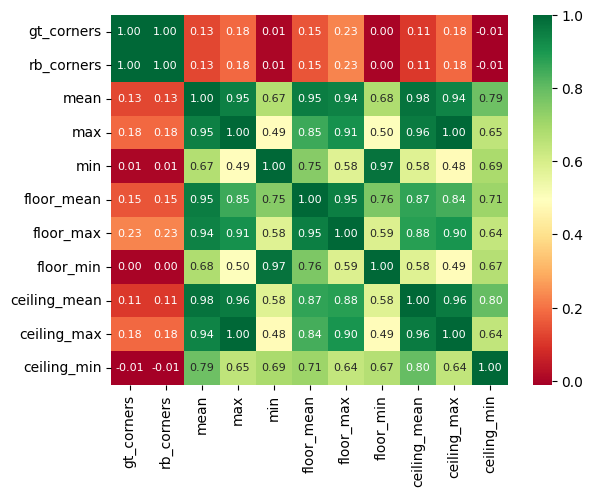 gt_corners 1.00 1.00 0.13 0.18 0.01 0.15 0.23 0.00 0.11 0.18 -0.01
rb_corners 1.00 1.00 0.13 0.18 0.01 0.15 0.23 0.00 0.11 0.18 -0.01
mean 0.13 0.13 1.00 0.95 0.67 0.95 0.94 0.68 0.98 0.94 0.79
max 0.18 0.18 0.95 1.00 0.49 0.85 0.91 0.50 0.96 1.00 0.65
min 0.01 0.01 0.67 0.49 1.00 0.75 0.58 0.97 0.58 0.48 0.69
floor_mean 0.15 0.15 0.95 0.85 0.75 1.00 0.95 0.76 0.87 0.84 0.71
floor_max 0.23 0.23 0.94 0.91 0.58 0.95 1.00 0.59 0.88 0.90 0.64
floor_min 0.00 0.00 0.68 0.50 0.97 0.76 0.59 1.00 0.58 0.49 0.67
ceiling_mean 0.11 0.11 0.98 0.96 0.58 0.87 0.88 0.58 1.00 0.96 0.80
ceiling_max 0.18 0.18 0.94 1.00 0.48 0.84 0.90 0.49 0.96 1.00 0.64
ceiling_min -0.01 -0.01 0.79 0.65 0.69 0.71 0.64 0.67 0.80 0.64 1.00
gt_corners
rb_corners
mean
max
min
floor_mean
floor_max
floor_min
ceiling_mean
ceiling_max
ceiling_min
1.0
0.8
0.6
0.4
0.2
0.0